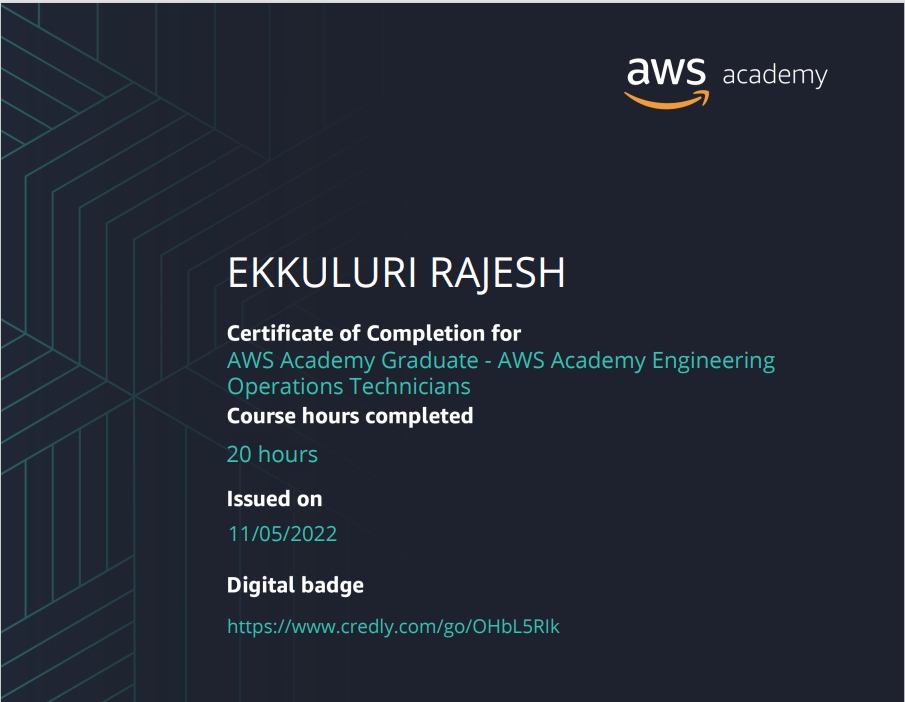 aws academy
EKKULURI RAJESH
Certificate of Completion for
AWS Academy Graduate - AWS Academy Engineering
Operations Technicians
Course hours completed
20 hours
Issued on
11/05/2022
Digital badge
https://www.credly.com/go/OHbL5RIk